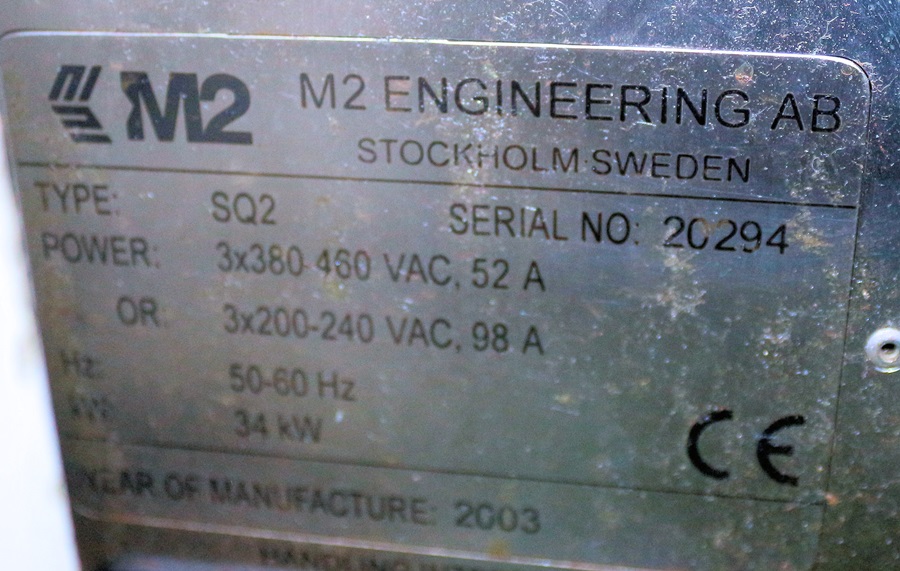 M2 M2 ENGINEERING AB
STOCKHOLM·SWEDEN
TYPE: SQ2 SERIAL NO: 20294
POWER: 3x380-460 VAC, 52 A
OR 3x200-240 VAC, 98 A
Hz: 50-60 Hz
kW: 34 kW
CE
YEAR OF MANUFACTURE: 2003